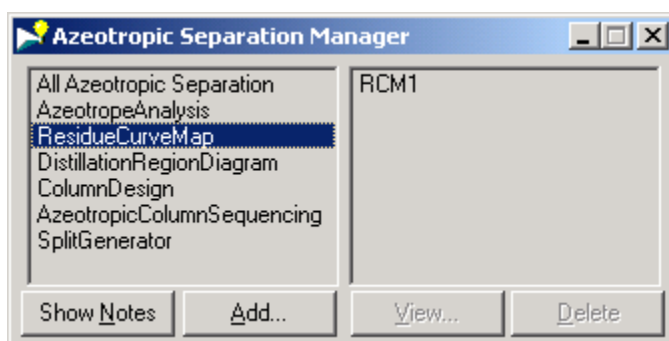 Azeotropic Separation Manager
All Azeotropic Separation
AzeotropeAnalysis
ResidueCurveMap
DistillationRegionDiagram
ColumnDesign
AzeotropicColumnSequencing
SplitGenerator
RCM1
Show Notes
Add...
View...
Delete